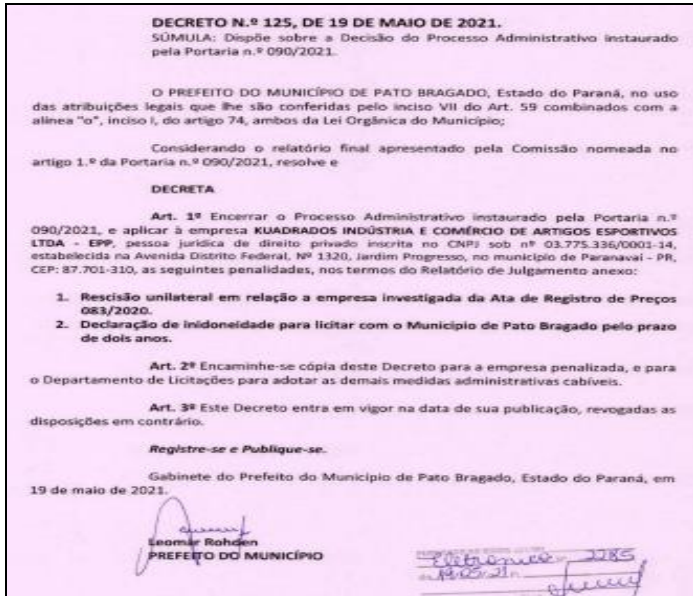 DECRETO N.º 125, DE 19 DE MAIO DE 2021.
SÚMULA: Dispõe sobre a Decisão do Processo Administrativo instaurado
pela Portaria n.º 090/2021.
O PREFEITO DO MUNICÍPIO DE PATO BRAGADO, Estado do Paraná, no uso
das atribuições legais que lhe são conferidas pelo inciso VII do Art. 59 combinados com a
alínea "o", inciso I, do artigo 74, ambos da Lei Orgânica do Município;
Considerando o relatório final apresentado pela Comissão nomeada no
artigo 1.º da Portaria n.º 090/2021, resolve e
DECRETA
Art. 1º Encerrar o Processo Administrativo instaurado pela Portaria n.º
090/2021, e aplicar à empresa KUADRADOS INDÚSTRIA E COMÉRCIO DE ARTIGOS ESPORTIVOS
LTDA - EPP, pessoa jurídica de direito privado inscrita no CNPJ sob nº 03.775.336/0001-14,
estabelecida na Avenida Distrito Federal, Nº 1320, Jardim Progresso, no município de Paranavaí - PR,
CEP: 87.701-310, as seguintes penalidades, nos termos do Relatório de Julgamento anexo:
1. Rescisão unilateral em relação a empresa investigada da Ata de Registro de Preços
083/2020.
2. Declaração de inidoneidade para licitar com o Município de Pato Bragado pelo prazo
de dois anos.
Art. 2º Encaminhe-se cópia deste Decreto para a empresa penalizada, e para
o Departamento de Licitações para adotar as demais medidas administrativas cabíveis.
Art. 3º Este Decreto entra em vigor na data de sua publicação, revogadas as
disposições em contrário.
Registre-se e Publique-se.
Gabinete do Prefeito do Município de Pato Bragado, Estado do Paraná, em
19 de maio de 2021.
Leomar Rohden
PREFEITO DO MUNICÍPIO
Eletrônico 2285
19.05.21